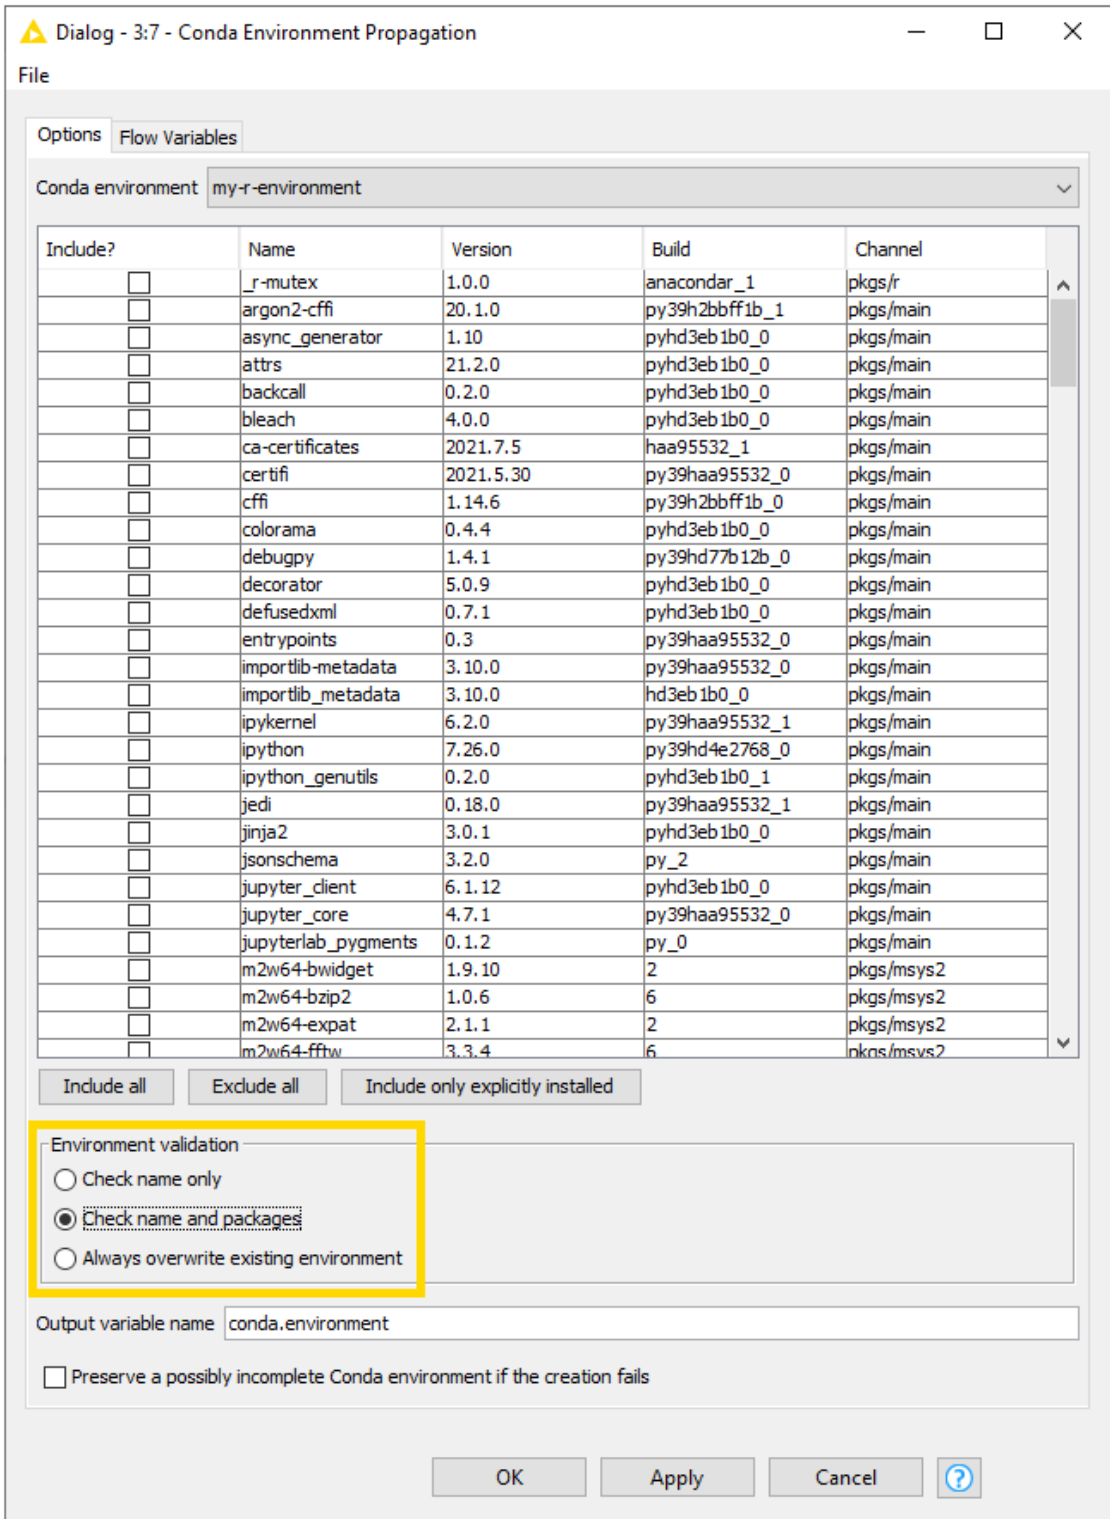 Dialog - 3:7 - Conda Environment Propagation
File
Options Flow Variables
Conda environment my-r-environment
Include? Name Version Build Channel
_r-mutex 1.0.0 anacondar_1 pkgs/r
argon2-cffi 20.1.0 py39h2bbff1b_1 pkgs/main
async_generator 1.10 pyhd3eb1b0_0 pkgs/main
attrs 21.2.0 pyhd3eb1b0_0 pkgs/main
backcall 0.2.0 pyhd3eb1b0_0 pkgs/main
bleach 4.0.0 pyhd3eb1b0_0 pkgs/main
ca-certificates 2021.7.5 haa95532_1 pkgs/main
certifi 2021.5.30 py39haa95532_0 pkgs/main
cffi 1.14.6 py39h2bbff1b_0 pkgs/main
colorama 0.4.4 pyhd3eb1b0_0 pkgs/main
debugpy 1.4.1 py39hd77b12b_0 pkgs/main
decorator 5.0.9 pyhd3eb1b0_0 pkgs/main
defusedxml 0.7.1 pyhd3eb1b0_0 pkgs/main
entrypoints 0.3 py39haa95532_0 pkgs/main
importlib-metadata 3.10.0 py39haa95532_0 pkgs/main
importlib_metadata 3.10.0 hd3eb1b0_0 pkgs/main
ipykernel 6.2.0 py39haa95532_1 pkgs/main
ipython 7.26.0 py39hd4e2768_0 pkgs/main
ipython_genutils 0.2.0 pyhd3eb1b0_1 pkgs/main
jedi 0.18.0 py39haa95532_1 pkgs/main
jinja2 3.0.1 pyhd3eb1b0_0 pkgs/main
jsonschema 3.2.0 py_2 pkgs/main
jupyter_client 6.1.12 pyhd3eb1b0_0 pkgs/main
jupyter_core 4.7.1 py39haa95532_0 pkgs/main
jupyterlab_pygments 0.1.2 py_0 pkgs/main
m2w64-bwidget 1.9.10 2 pkgs/msys2
m2w64-bzip2 1.0.6 6 pkgs/msys2
m2w64-expat 2.1.1 2 pkgs/msys2
m2w64-fftw 3.3.4 6 pkgs/msys2
Include all Exclude all Include only explicitly installed
Environment validation
Check name only
Check name and packages
Always overwrite existing environment
Output variable name conda.environment
Preserve a possibly incomplete Conda environment if the creation fails
OK Apply Cancel ?